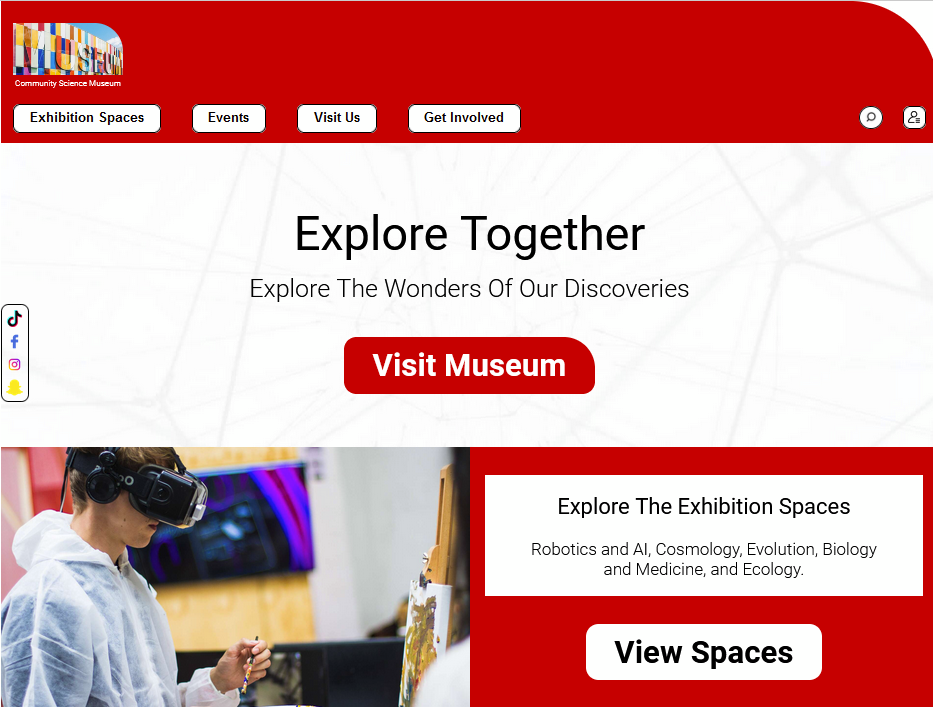 MUSEUM
Community Science Museum
Exhibition Spaces
Events
Visit Us
Get Involved
Explore Together
Explore The Wonders Of Our Discoveries
Visit Museum
Explore The Exhibition Spaces
Robotics and AI, Cosmology, Evolution, Biology
and Medicine, and Ecology.
View Spaces